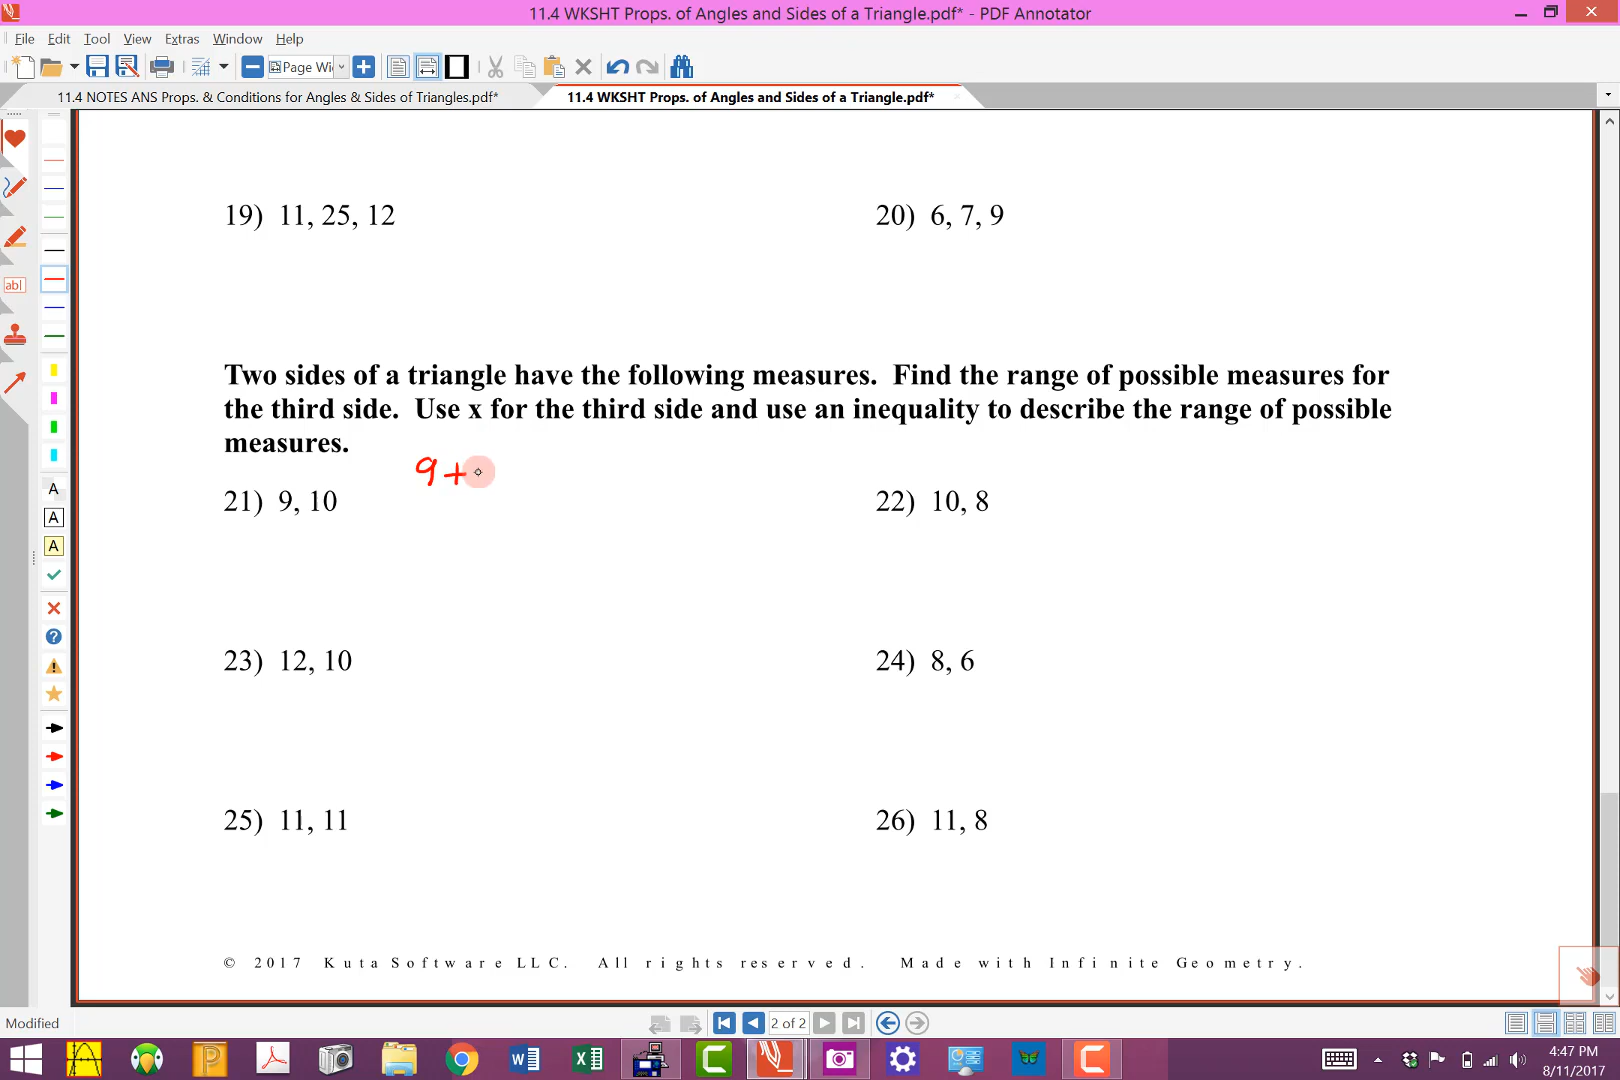 11.4 WKSHT Props. of Angles and Sides of a Triangle.pdf* - PDF Annotator
File Edit Tool View Extras Window Help
Page Wi
11.4 NOTES ANS Props. & Conditions for Angles & Sides of Triangles.pdf*
11.4 WKSHT Props. of Angles and Sides of a Triangle.pdf*
19) 11, 25, 12
20) 6, 7, 9
Two sides of a triangle have the following measures. Find the range of possible measures for
the third side. Use x for the third side and use an inequality to describe the range of possible
measures.
9+
21) 9, 10
22) 10, 8
23) 12, 10
24) 8, 6
25) 11, 11
26) 11, 8
© 2017 Kuta Software LLC. All rights reserved. Made with Infinite Geometry.
abl
A
A
A
Modified
2 of 2
4:47 PM
8/11/2017